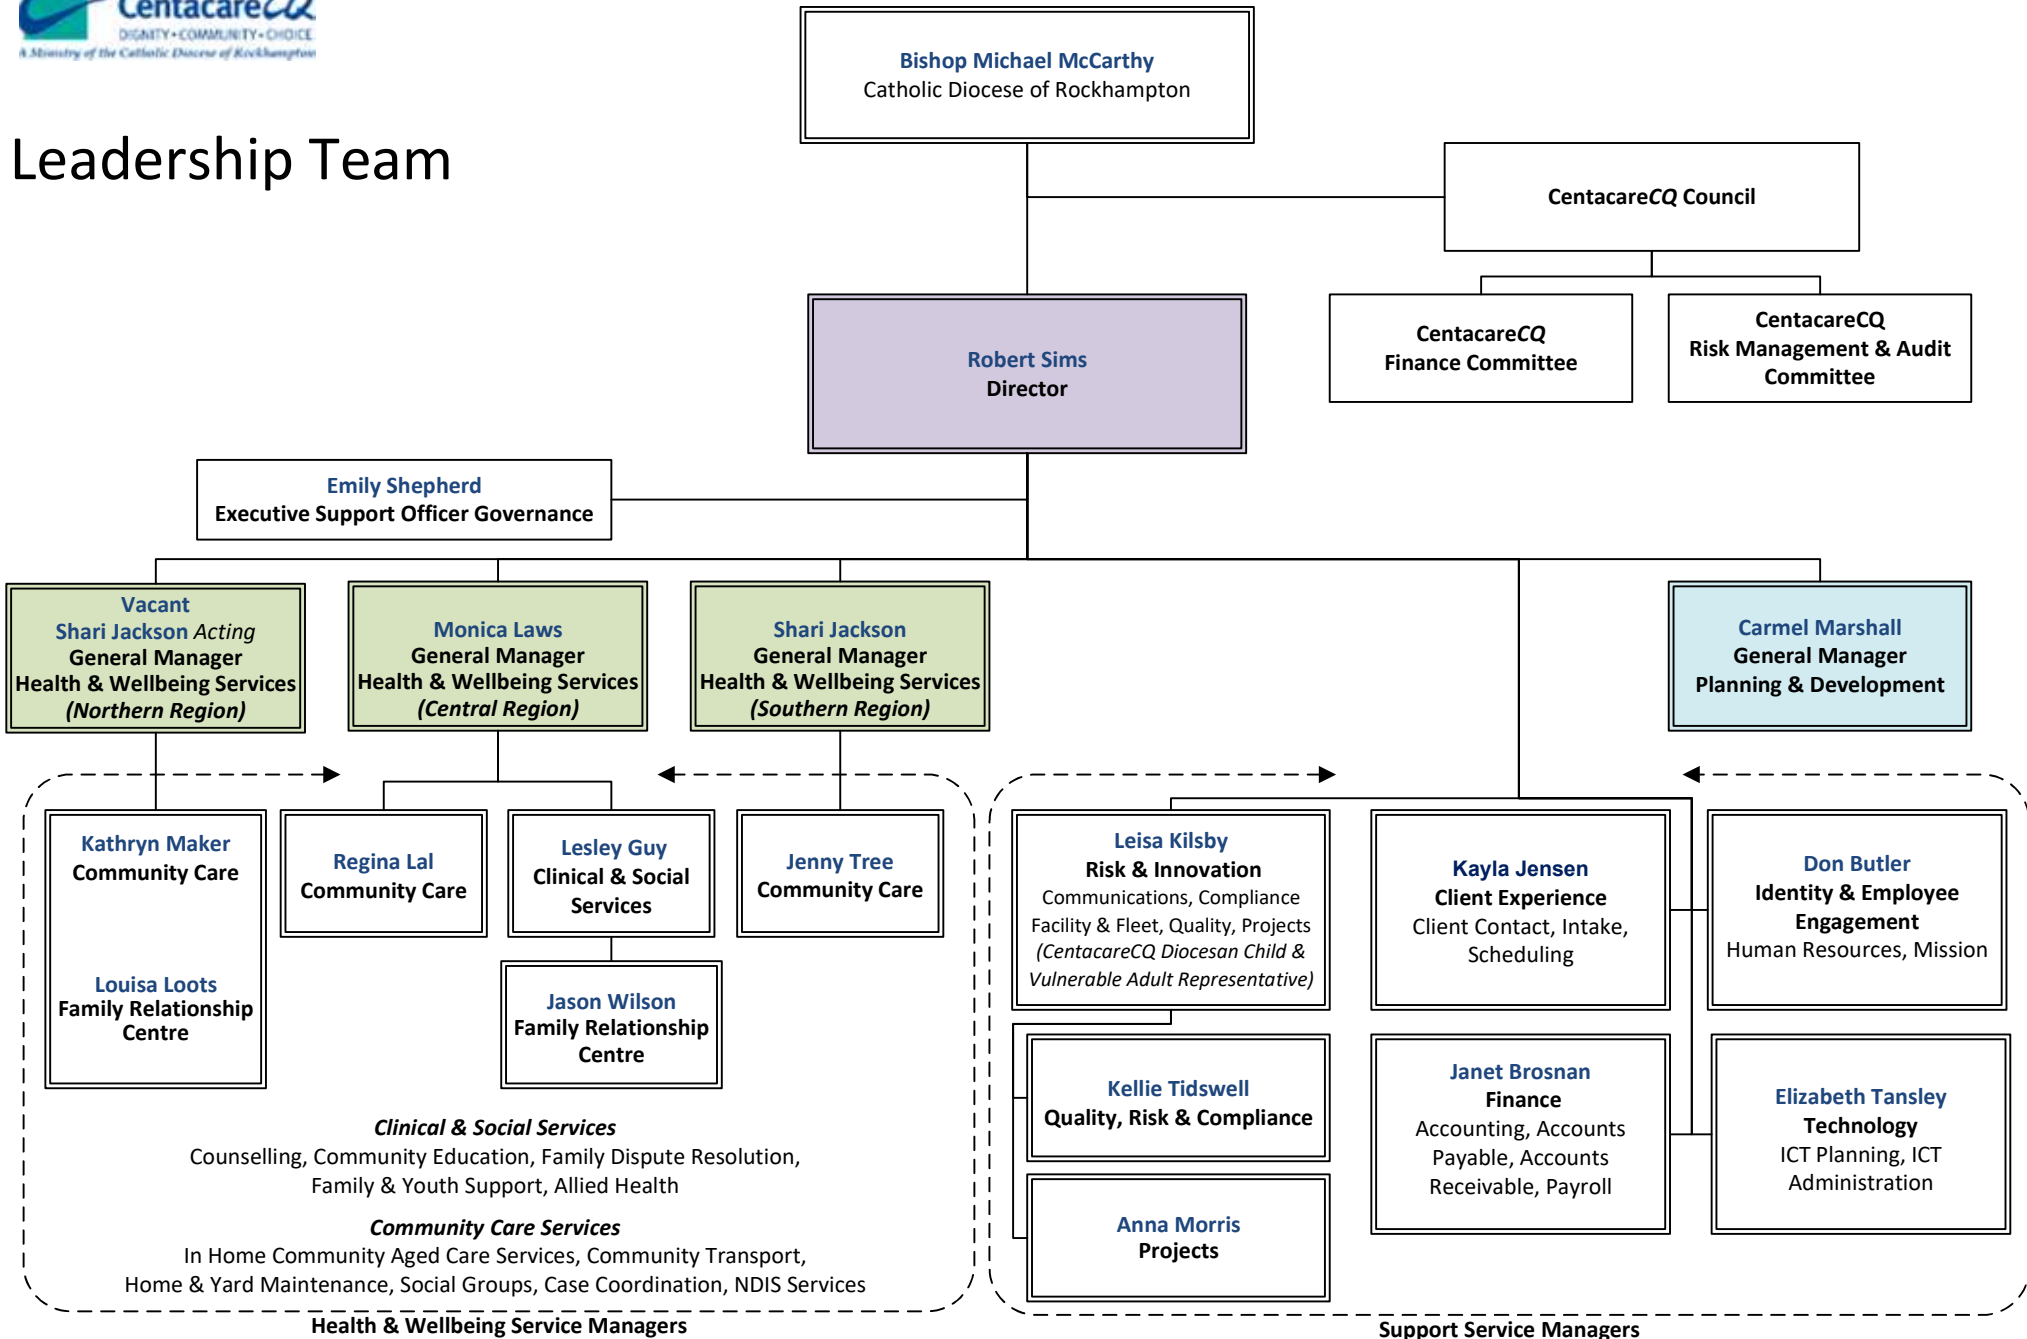 CentacareCQ
DIGNITY•COMMUNITY•CHOICE
A Ministry of the Catholic Diocese of Rockhampton
Leadership Team
Bishop Michael McCarthy
Catholic Diocese of Rockhampton
CentacareCQ Council
CentacareCQ
Finance Committee
CentacareCQ
Risk Management & Audit
Committee
Robert Sims
Director
Emily Shepherd
Executive Support Officer Governance
Vacant
Shari Jackson Acting
General Manager
Health & Wellbeing Services
(Northern Region)
Monica Laws
General Manager
Health & Wellbeing Services
(Central Region)
Shari Jackson
General Manager
Health & Wellbeing Services
(Southern Region)
Carmel Marshall
General Manager
Planning & Development
Kathryn Maker
Community Care
Louisa Loots
Family Relationship
Centre
Regina Lal
Community Care
Lesley Guy
Clinical & Social
Services
Jason Wilson
Family Relationship
Centre
Jenny Tree
Community Care
Clinical & Social Services
Counselling, Community Education, Family Dispute Resolution,
Family & Youth Support, Allied Health
Community Care Services
In Home Community Aged Care Services, Community Transport,
Home & Yard Maintenance, Social Groups, Case Coordination, NDIS Services
Health & Wellbeing Service Managers
Leisa Kilsby
Risk & Innovation
Communications, Compliance
Facility & Fleet, Quality, Projects
(CentacareCQ Diocesan Child &
Vulnerable Adult Representative)
Kellie Tidswell
Quality, Risk & Compliance
Anna Morris
Projects
Kayla Jensen
Client Experience
Client Contact, Intake,
Scheduling
Don Butler
Identity & Employee
Engagement
Human Resources, Mission
Janet Brosnan
Finance
Accounting, Accounts
Payable, Accounts
Receivable, Payroll
Elizabeth Tansley
Technology
ICT Planning, ICT
Administration
Support Service Managers